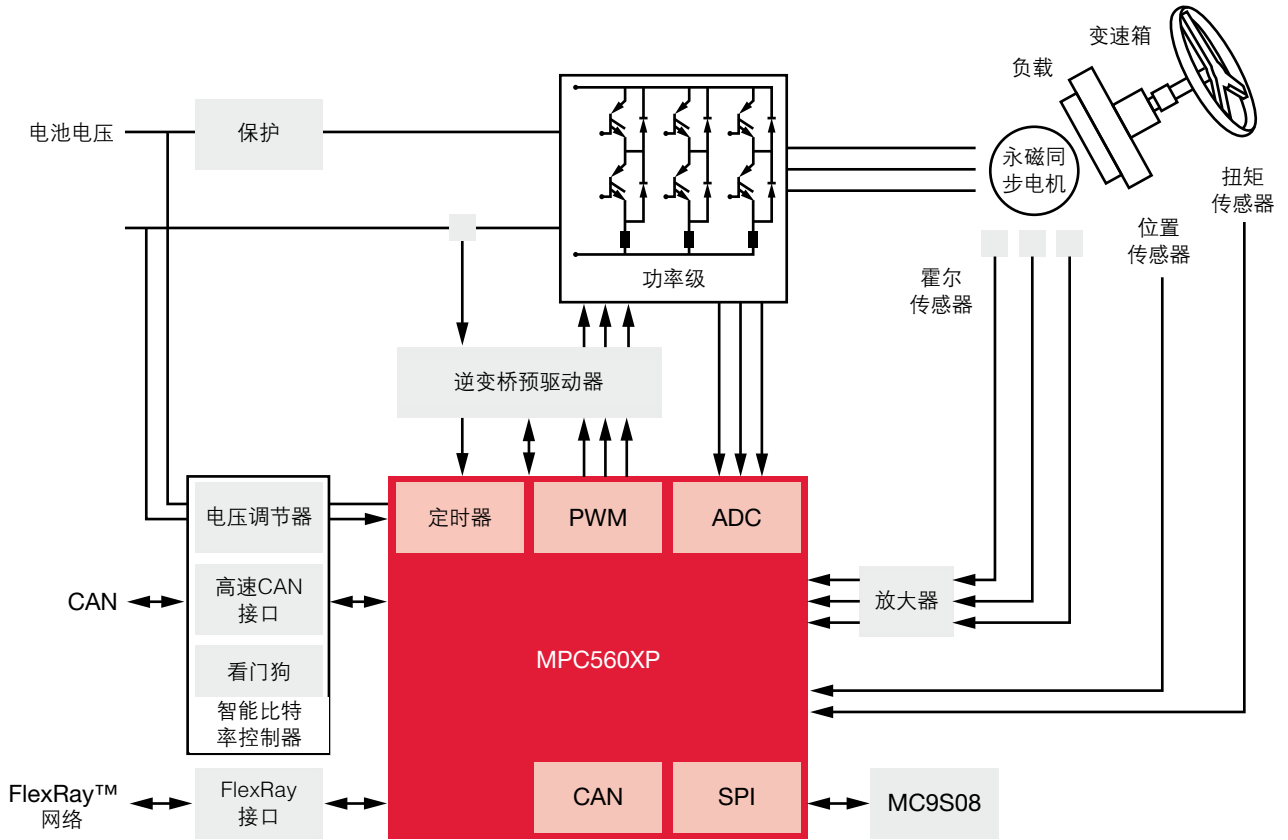 变速箱
负载
电池电压
保护
永磁同
步电机
扭矩
传感器
位置
传感器
霍尔
传感器
功率级
逆变桥预驱动器
电压调节器
定时器
PWM
ADC
CAN
高速CAN
接口
放大器
看门狗
MPC560XP
智能比特
率控制器
FlexRay™
网络
FlexRay
接口
CAN
SPI
MC9S08